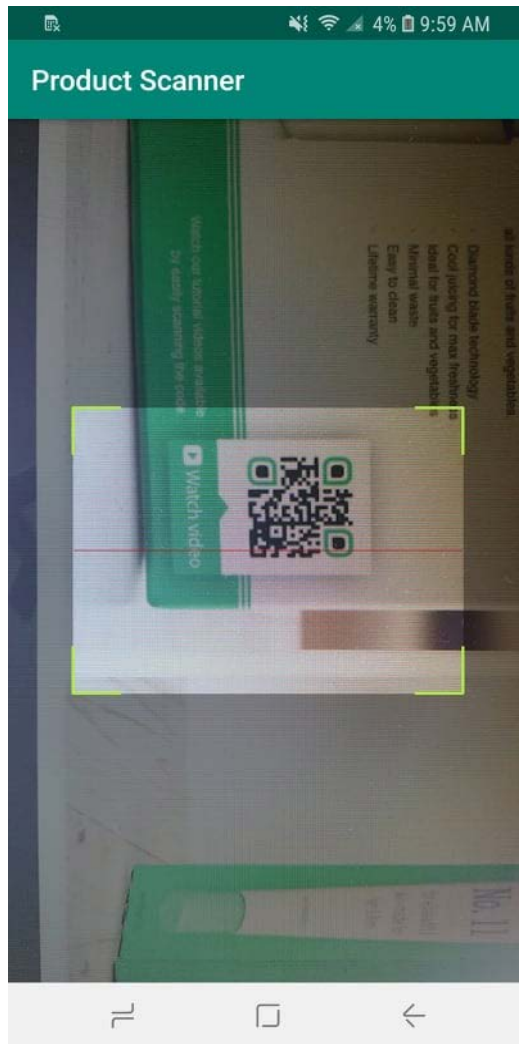 4% 9:59 AM
Product Scanner
all kinds of fruits and vegetables.
Diamond blade technology
Cool juicing for max freshness
Ideal for fruits and vegetables
Minimal waste
Easy to clean
Lifetime warranty
Watch our tutorial videos available
by easily scanning the code
Watch video
No. 11